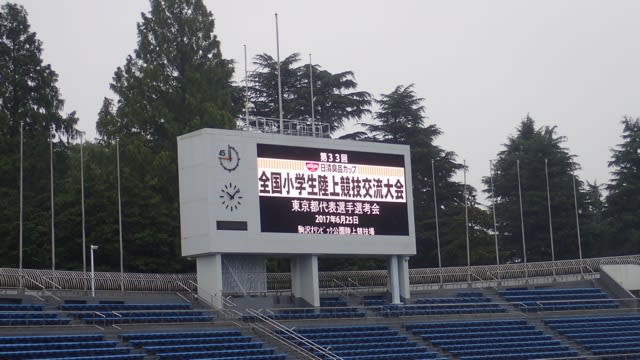 第33回
NISSIN
日清食品カップ
全国小学生陸上競技交流大会
東京都代表選手選考会
2017年6月25日
駒沢オリンピック公園陸上競技場